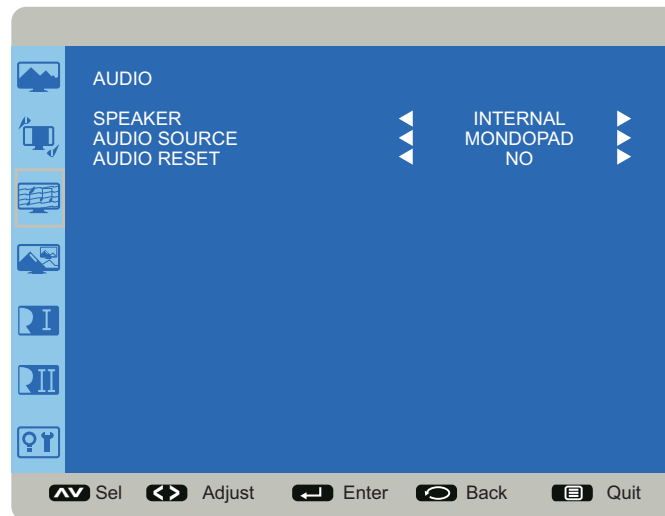 AUDIO
SPEAKER INTERNAL
AUDIO SOURCE MONDOPAD
AUDIO RESET NO
Sel Adjust Enter Back Quit